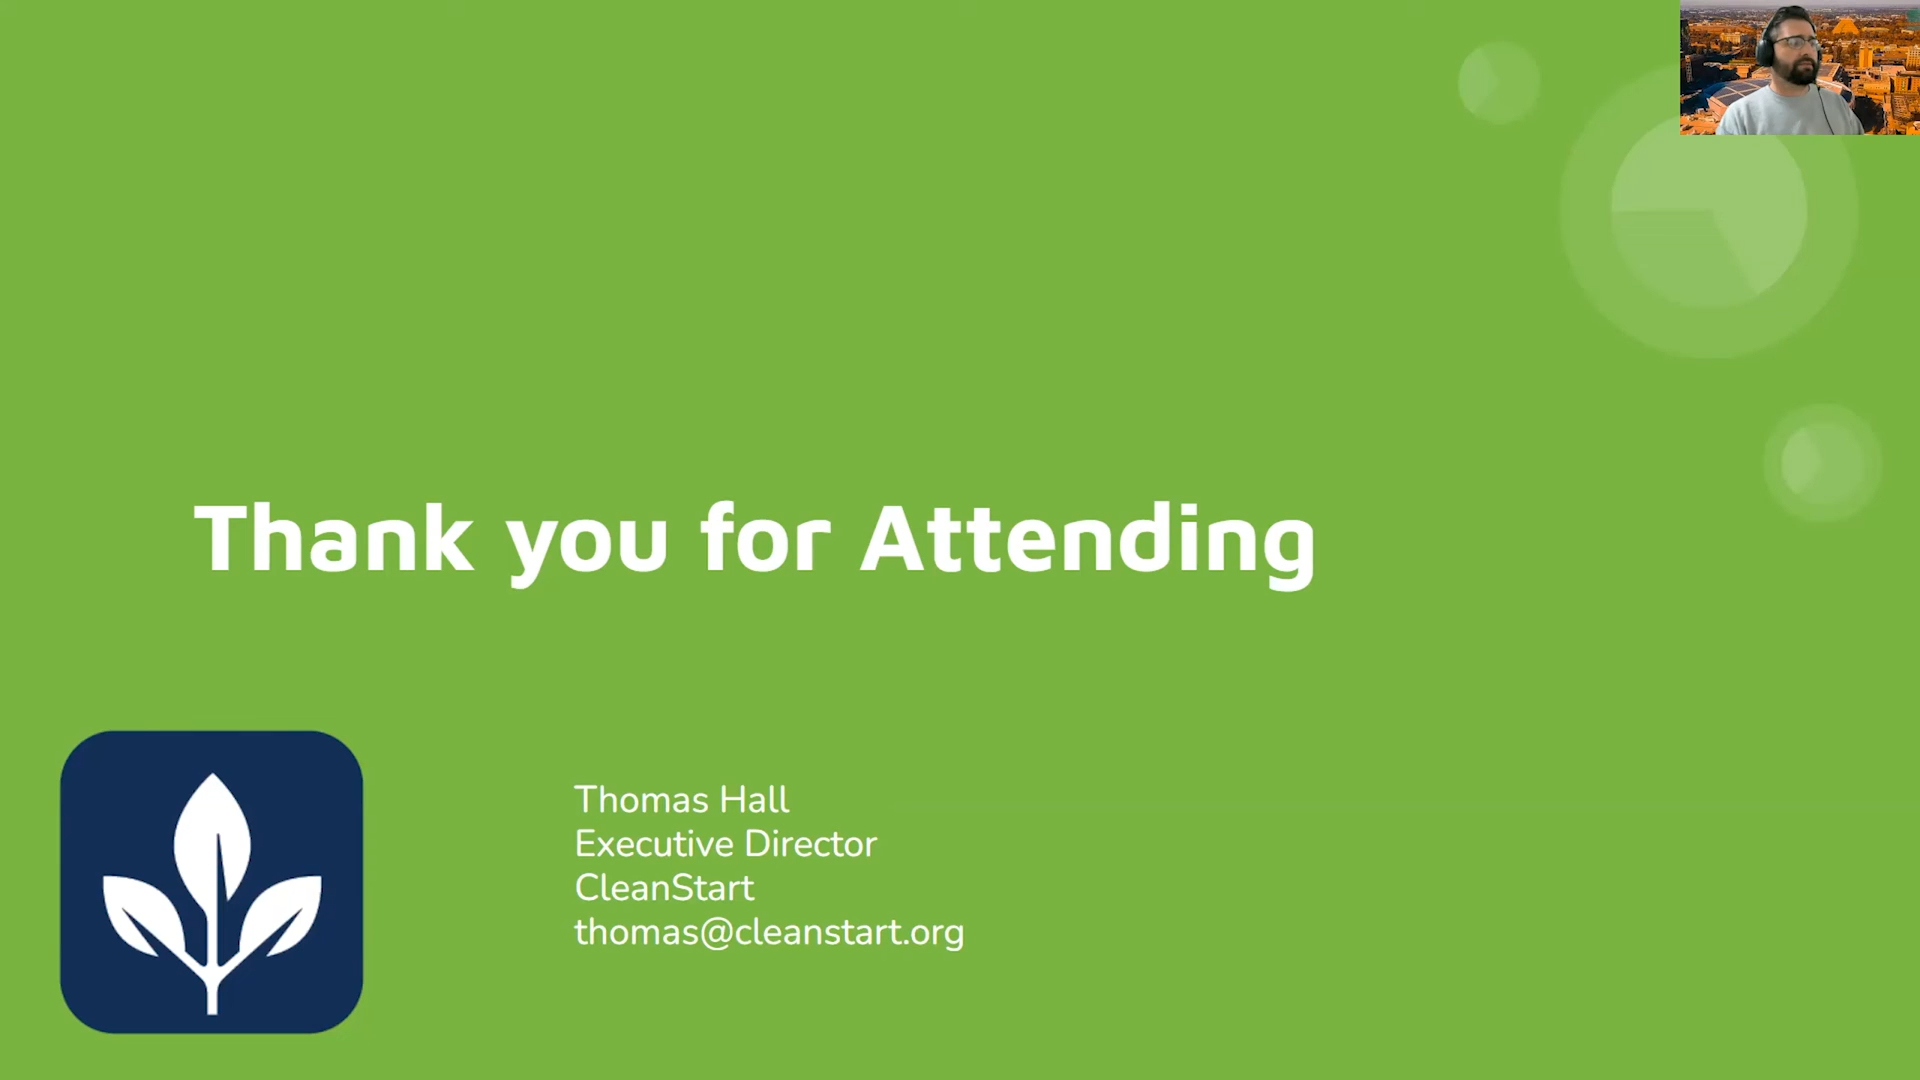 Thank you for Attending
Thomas Hall
Executive Director
CleanStart
thomas@cleanstart.org